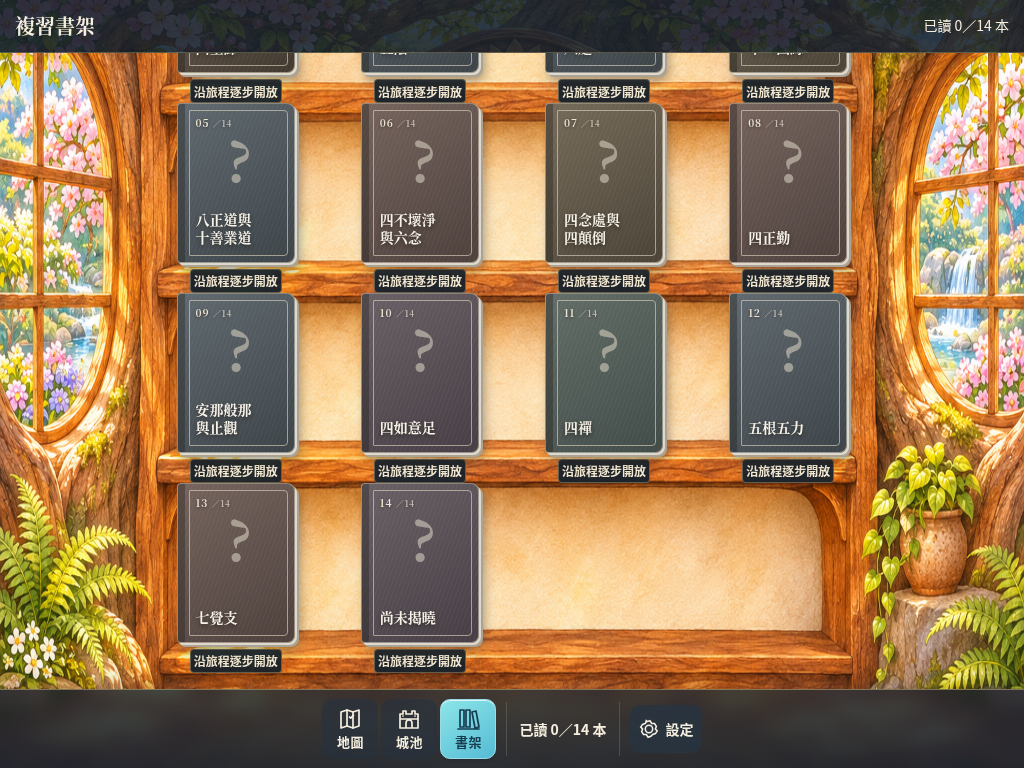 複習書架
已讀 0／14 本
沿旅程逐步開放
沿旅程逐步開放
沿旅程逐步開放
沿旅程逐步開放
05 ／14
?
八正道與
十善業道
06 ／14
?
四不壞淨
與六念
07 ／14
?
四念處與
四顛倒
08 ／14
?
四正勤
沿旅程逐步開放
沿旅程逐步開放
沿旅程逐步開放
沿旅程逐步開放
09 ／14
?
安那般那
與止觀
10 ／14
?
四如意足
11 ／14
?
四禪
12 ／14
?
五根五力
沿旅程逐步開放
沿旅程逐步開放
沿旅程逐步開放
沿旅程逐步開放
13 ／14
?
七覺支
14 ／14
?
尚未揭曉
沿旅程逐步開放
沿旅程逐步開放
地圖
城池
書架
已讀 0／14 本
設定